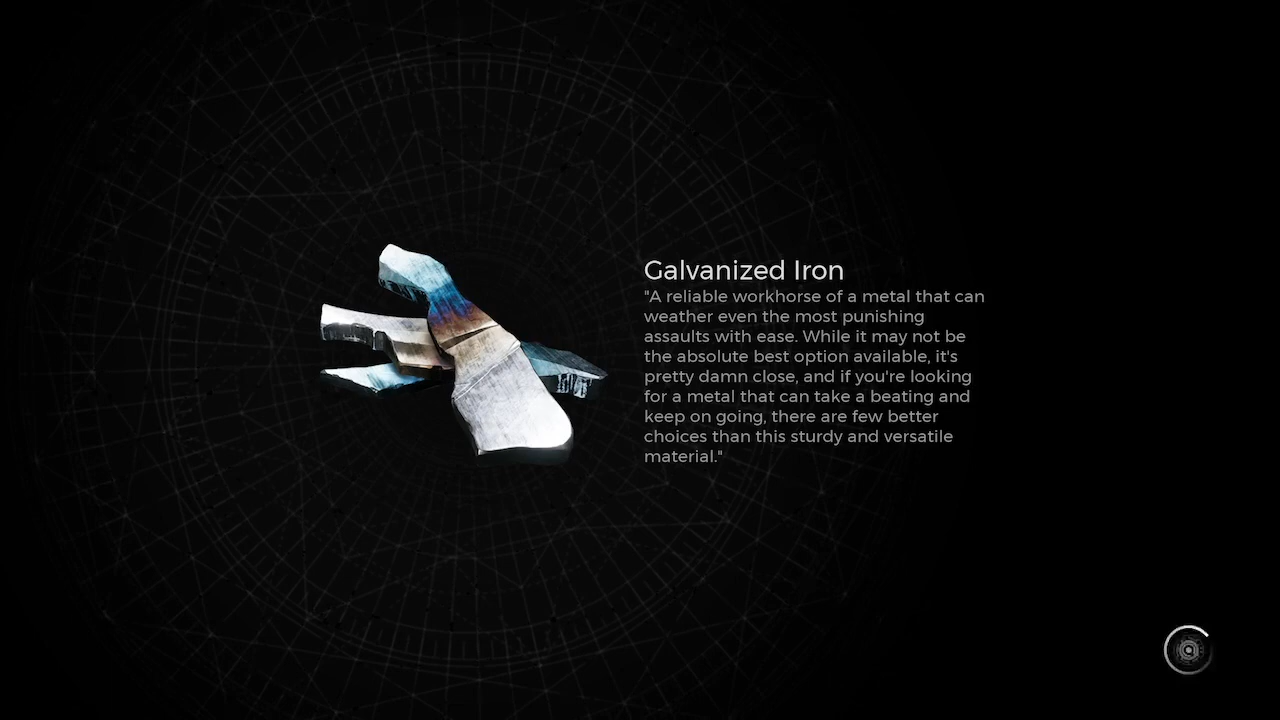 Galvanized Iron
"A reliable workhorse of a metal that can
weather even the most punishing
assaults with ease. While it may not be
the absolute best option available, it's
pretty damn close, and if you're looking
for a metal that can take a beating and
keep on going, there are few better
choices than this sturdy and versatile
material."